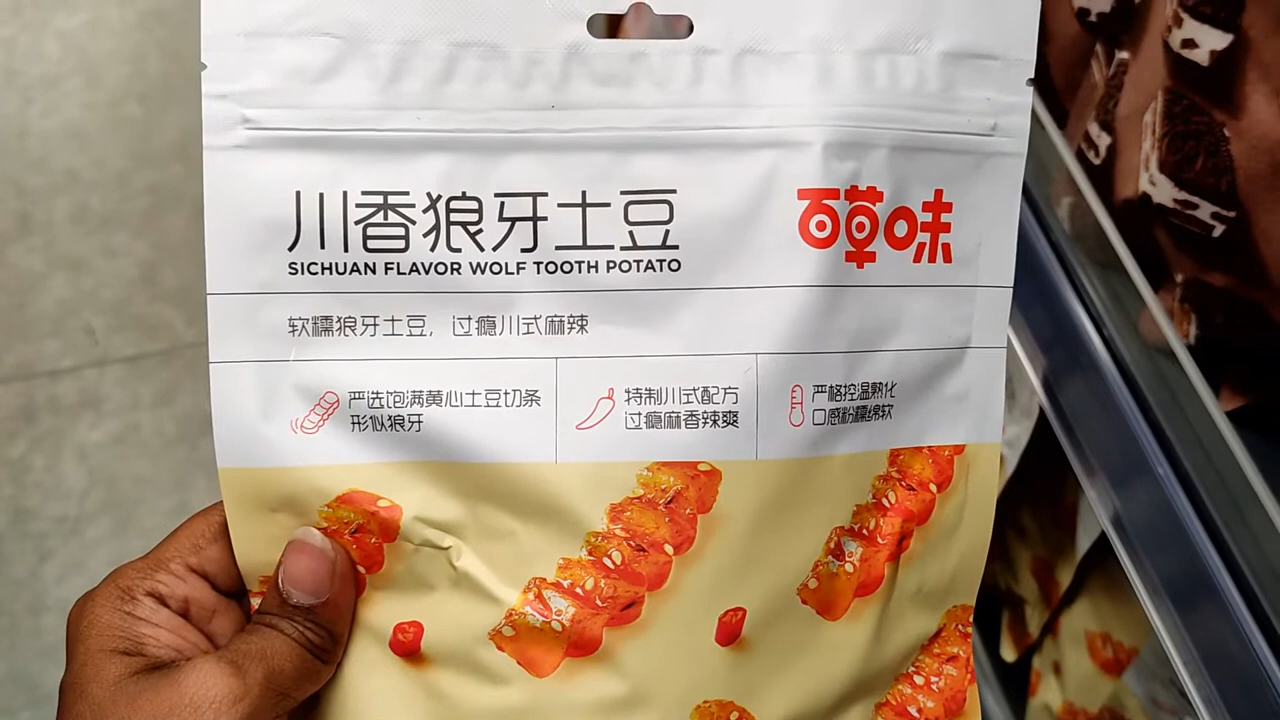 川香狼牙土豆
SICHUAN FLAVOR WOLF TOOTH POTATO
百草味
软糯狼牙土豆, 过瘾川式麻辣
严选饱满黄心土豆切条
形似狼牙
特制川式配方
过瘾麻香辣爽
严格控温熟化
口感粉糯绵软